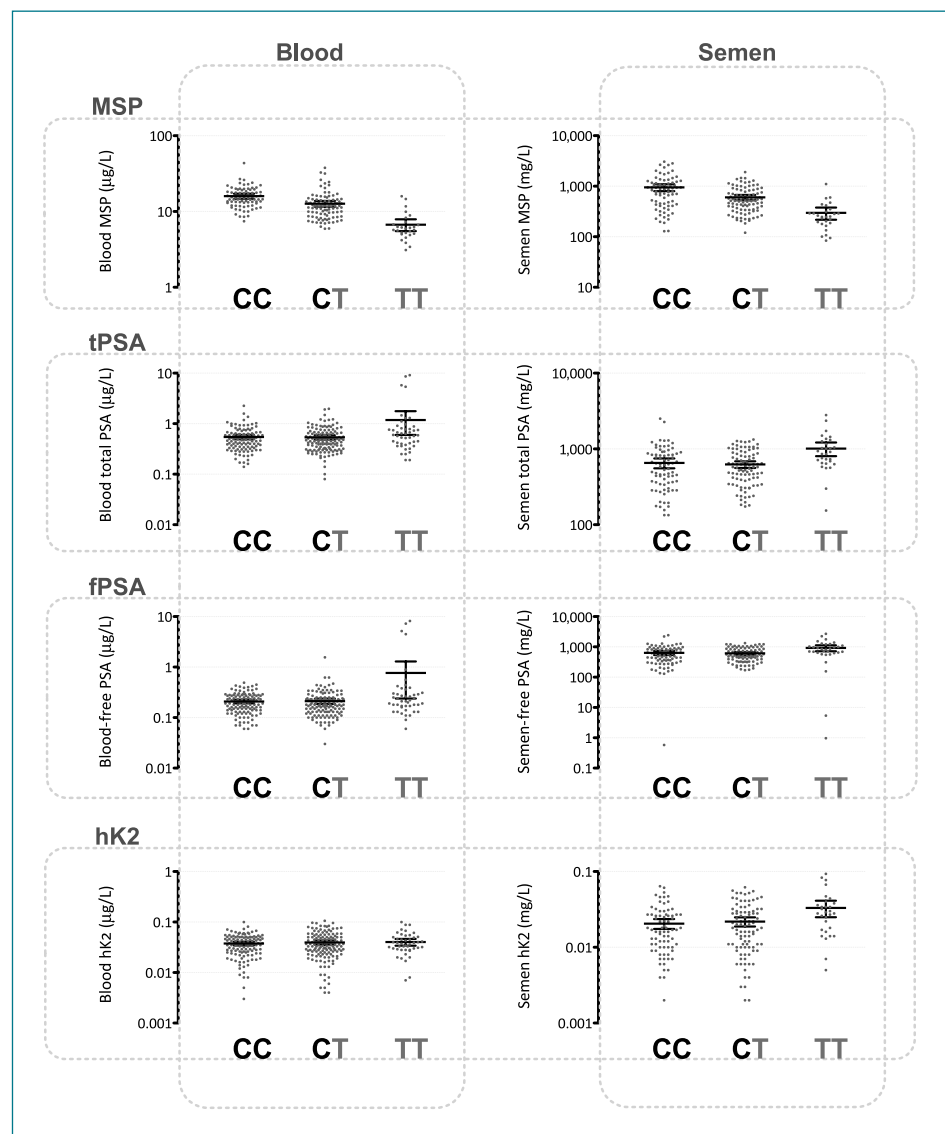 Blood
Semen
MSP
Blood MSP (µg/L)
100
10
1
CC
CT
TT
Semen MSP (mg/L)
10,000
1,000
100
10
CC
CT
TT
tPSA
Blood total PSA (µg/L)
10
1
0.1
0.01
CC
CT
TT
Semen total PSA (mg/L)
10,000
1,000
100
CC
CT
TT
fPSA
Blood-free PSA (µg/L)
10
1
0.1
0.01
CC
CT
TT
Semen-free PSA (mg/L)
10,000
1,000
100
10
1
0.1
CC
CT
TT
hK2
Blood hK2 (µg/L)
1
0.1
0.01
0.001
CC
CT
TT
Semen hK2 (mg/L)
0.1
0.01
0.001
CC
CT
TT